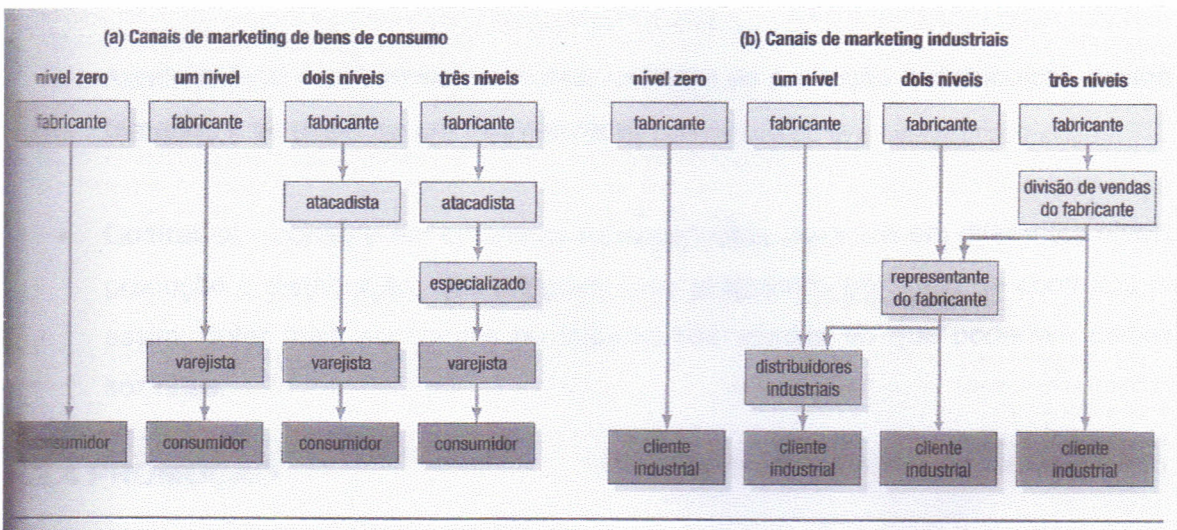 (a) Canais de marketing de bens de consumo
nível zero
um nível
dois níveis
três níveis
fabricante
fabricante
fabricante
fabricante
atacadista
atacadista
especializado
varejista
varejista
varejista
consumidor
consumidor
consumidor
consumidor
(b) Canais de marketing industriais
nível zero
um nível
dois níveis
três níveis
fabricante
fabricante
fabricante
fabricante
divisão de vendas
do fabricante
representante
do fabricante
distribuidores
industriais
cliente
industrial
cliente
industrial
cliente
industrial
cliente
industrial